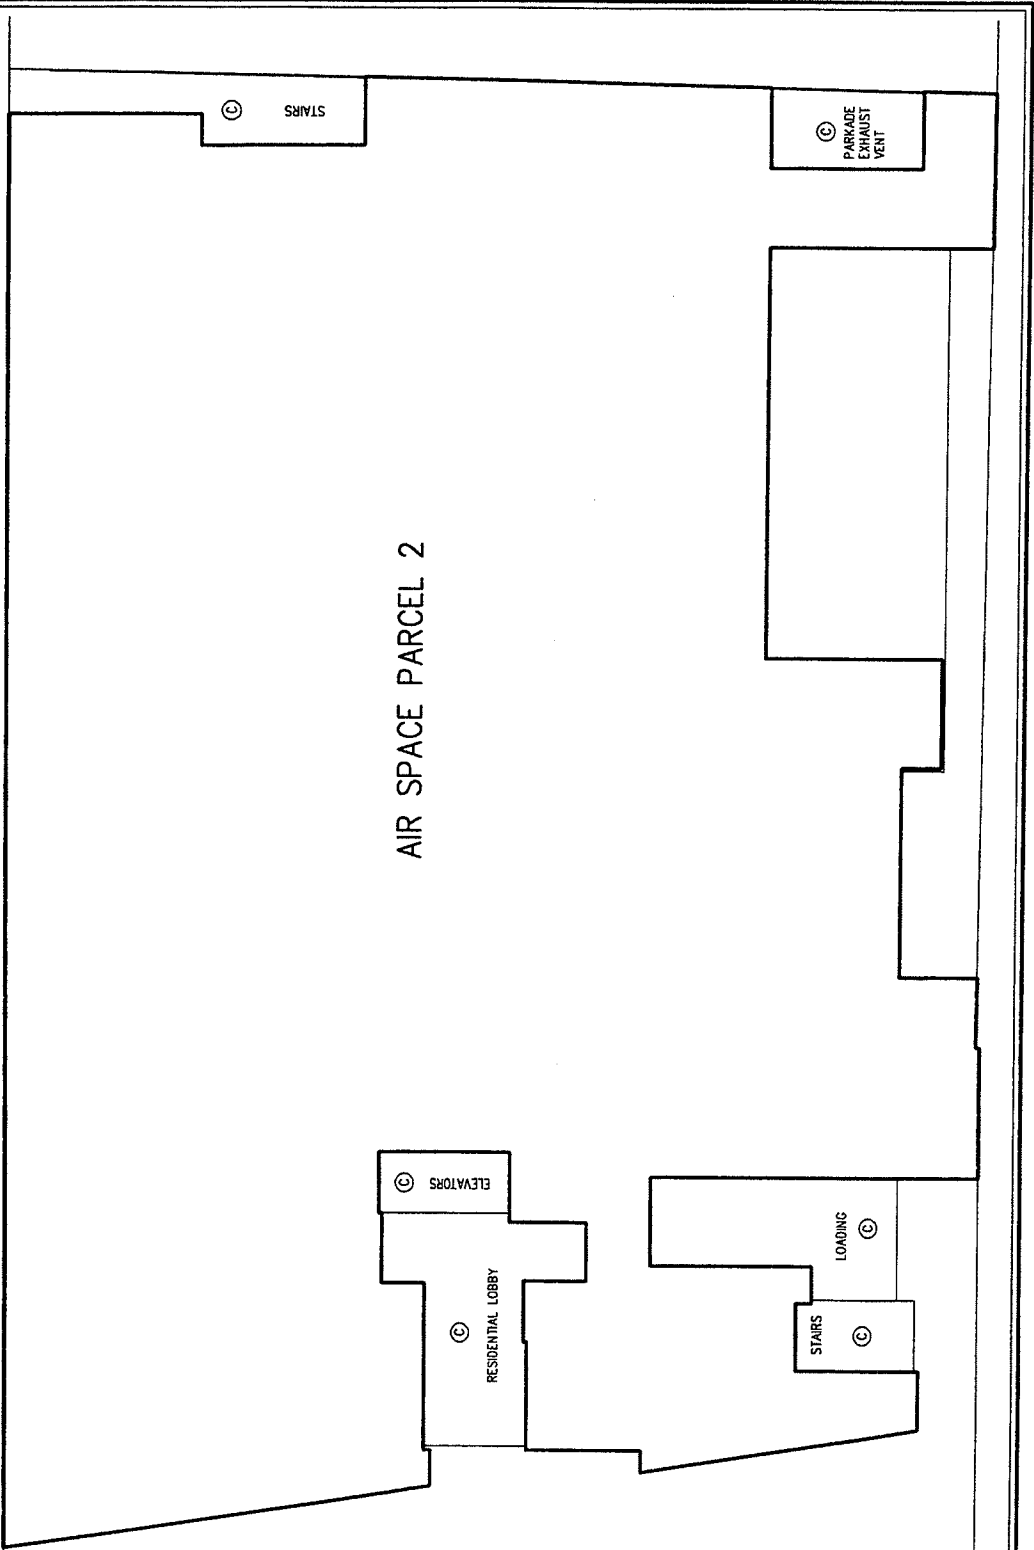 Ⓒ STAIRS
Ⓒ
PARKADE
EXHAUST
VENT
AIR SPACE PARCEL 2
Ⓒ ELEVATORS
LOADING
Ⓒ
Ⓒ
RESIDENTIAL LOBBY
STAIRS
Ⓒ